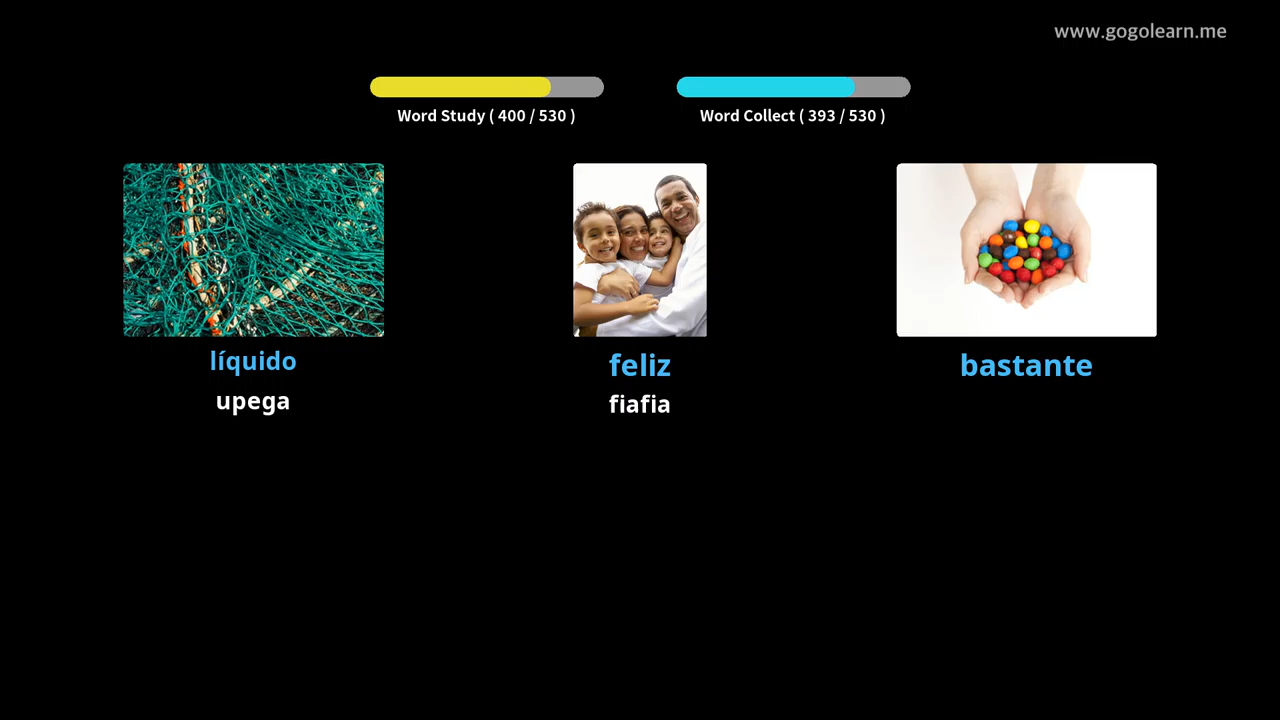 www.gogolearn.me
Word Study ( 400 / 530 )
Word Collect ( 393 / 530 )
líquido
upega
feliz
fiafia
bastante